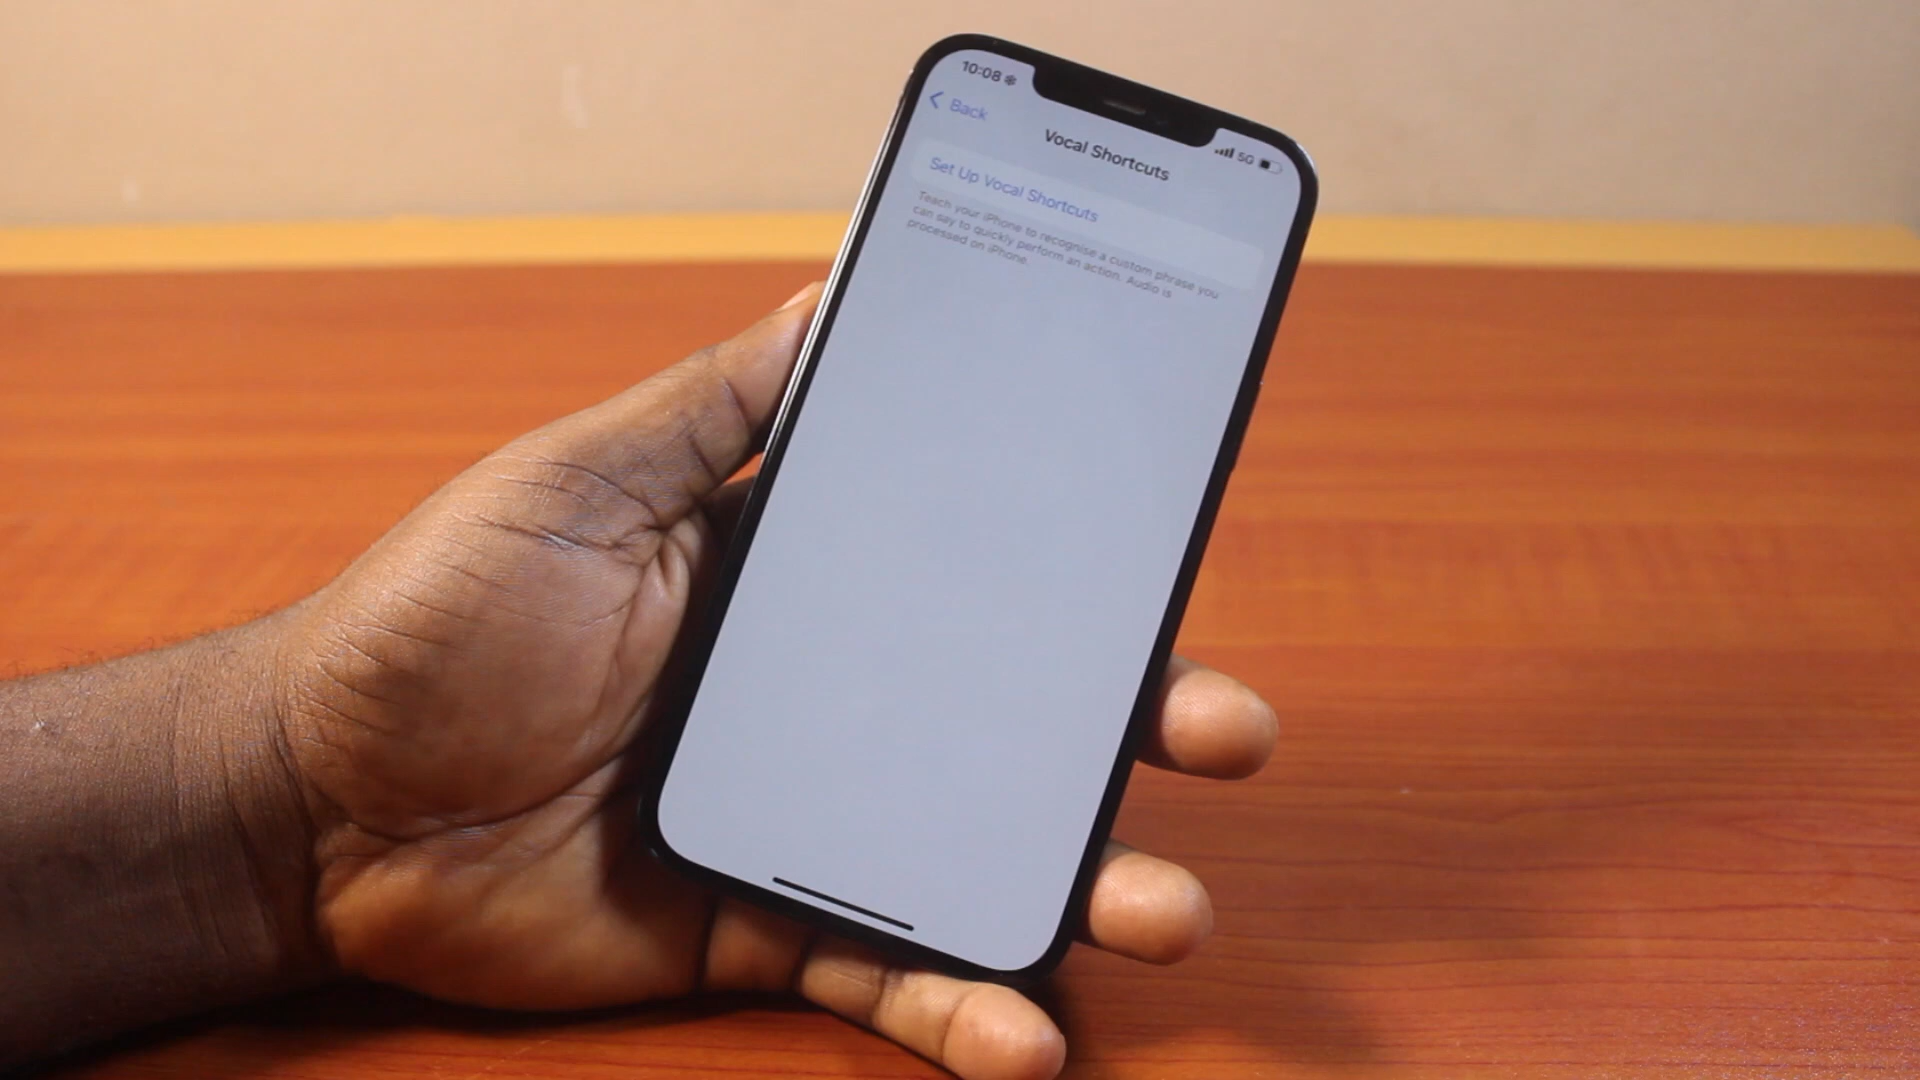 10:08
5G
Back
Vocal Shortcuts
Set Up Vocal Shortcuts
Teach your iPhone to recognise a custom phrase you
can say to quickly perform an action. Audio is
processed on iPhone.